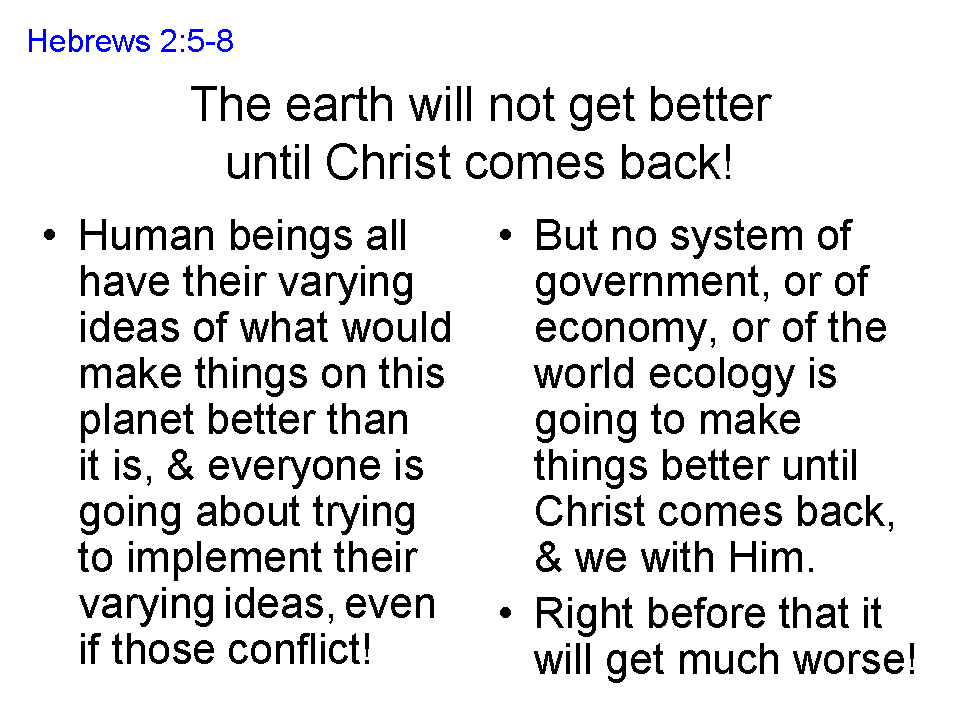 Hebrews 2:5-8
The earth will not get better
until Christ comes back!
• Human beings all
have their varying
ideas of what would
make things on this
planet better than
it is, & everyone is
going about trying
to implement their
varying ideas, even
if those conflict!
• But no system of
government, or of
economy, or of the
world ecology is
going to make
things better until
Christ comes back,
& we with Him.
• Right before that it
will get much worse!